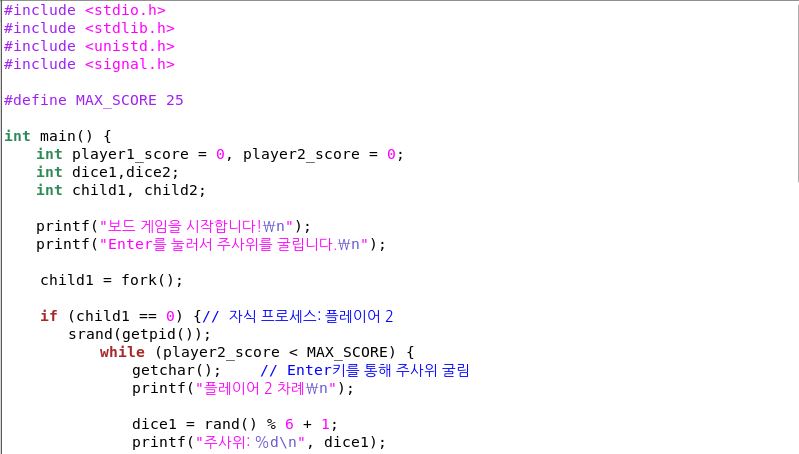 #include <stdio.h>
#include <stdlib.h>
#include <unistd.h>
#include <signal.h>
#define MAX_SCORE 25
int main() {
int player1_score = 0, player2_score = 0;
int dice1,dice2;
int child1, child2;
printf("보드 게임을 시작합니다!₩n");
printf("Enter를 눌러서 주사위를 굴립니다.₩n");
child1 = fork();
if (child1 == 0) {// 자식 프로세스: 플레이어 2
srand(getpid());
while (player2_score < MAX_SCORE) {
getchar(); // Enter키를 통해 주사위 굴림
printf("플레이어 2 차례₩n");
dice1 = rand() % 6 + 1;
printf("주사위: %d\n", dice1);